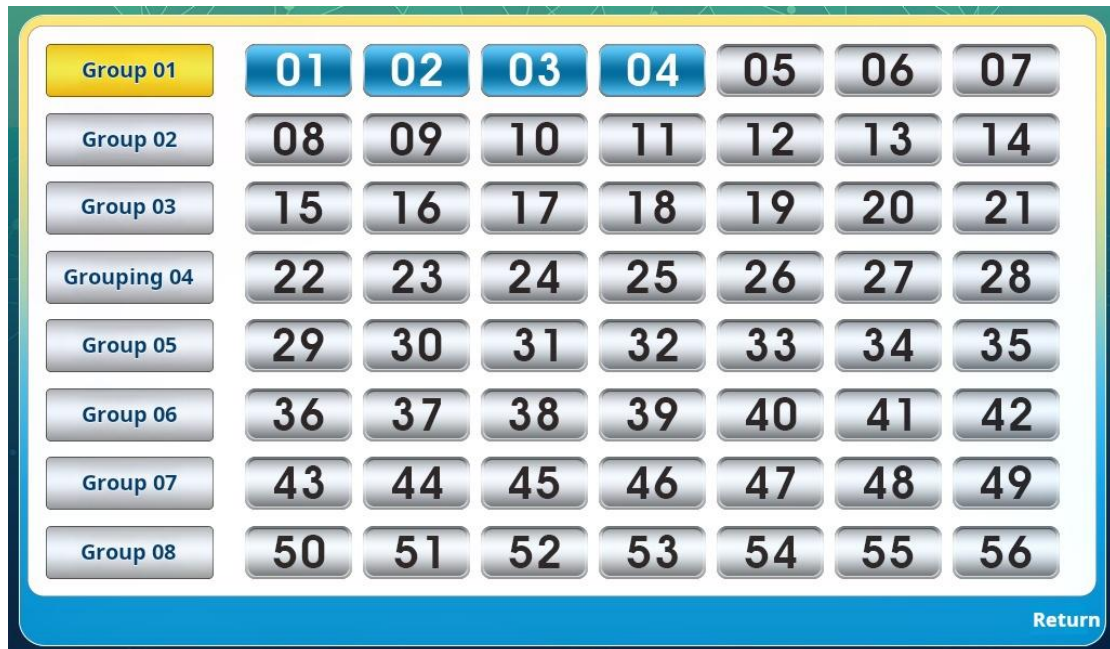 Group 01 01 02 03 04 05 06 07
Group 02 08 09 10 11 12 13 14
Group 03 15 16 17 18 19 20 21
Grouping 04 22 23 24 25 26 27 28
Group 05 29 30 31 32 33 34 35
Group 06 36 37 38 39 40 41 42
Group 07 43 44 45 46 47 48 49
Group 08 50 51 52 53 54 55 56
Return